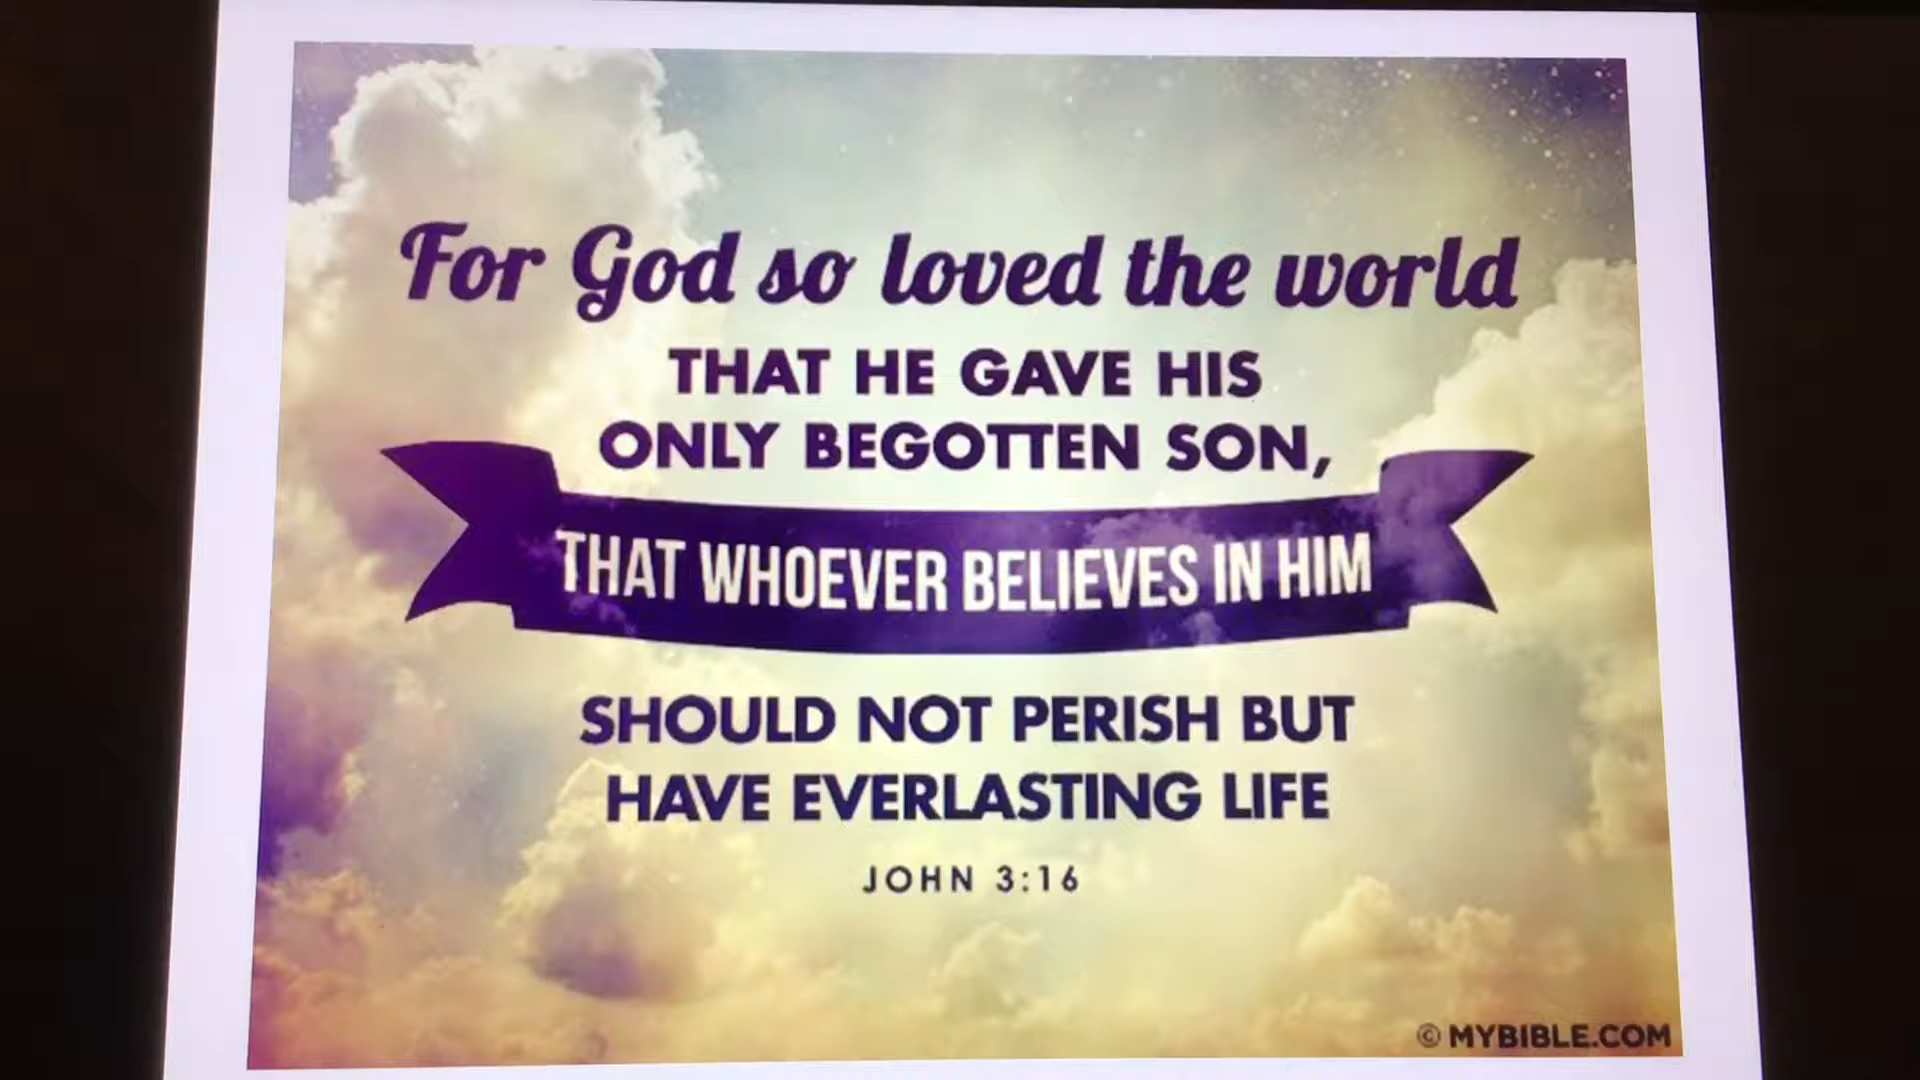 For God so loved the world
THAT HE GAVE HIS
ONLY BEGOTTEN SON,
THAT WHOEVER BELIEVES IN HIM
SHOULD NOT PERISH BUT
HAVE EVERLASTING LIFE
JOHN 3:16
© MYBIBLE.COM